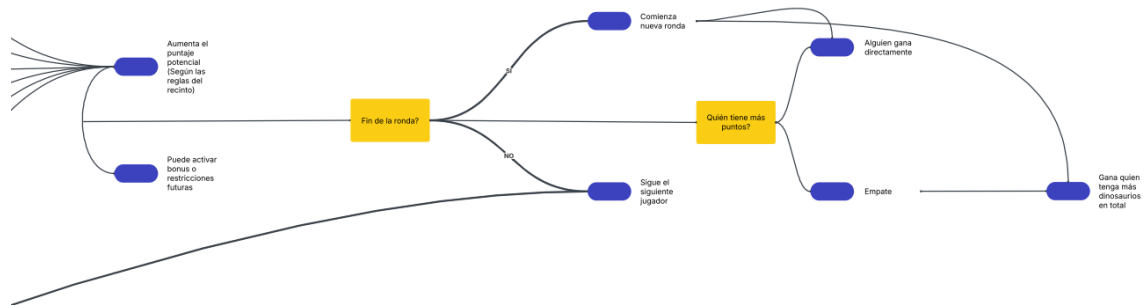 Aumenta el
puntaje
potencial
(Según las
reglas del
recinto)
Puede activar
bonus o
restricciones
futuras
Fin de la ronda?
SÍ
NO
Comienza
nueva ronda
Sigue el
siguiente
jugador
Quién tiene más
puntos?
Alguien gana
directamente
Empate
Gana quien
tenga más
dinosaurios
en total